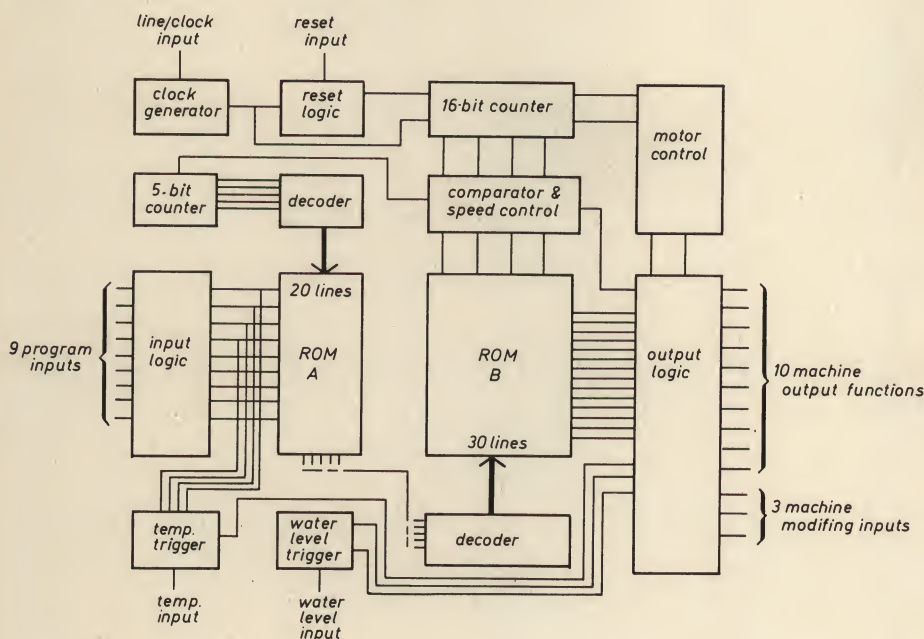 line/clock
input
reset
input
clock
generator
reset
logic
16-bit counter
motor
control
5-bit
counter
decoder
comparator &
speed control
9 program
inputs
input
logic
20 lines
ROM
A
ROM
B
30 lines
output
logic
10 machine
output functions
temp.
trigger
water
level
trigger
decoder
3 machine
modifing inputs
temp.
input
water
level input